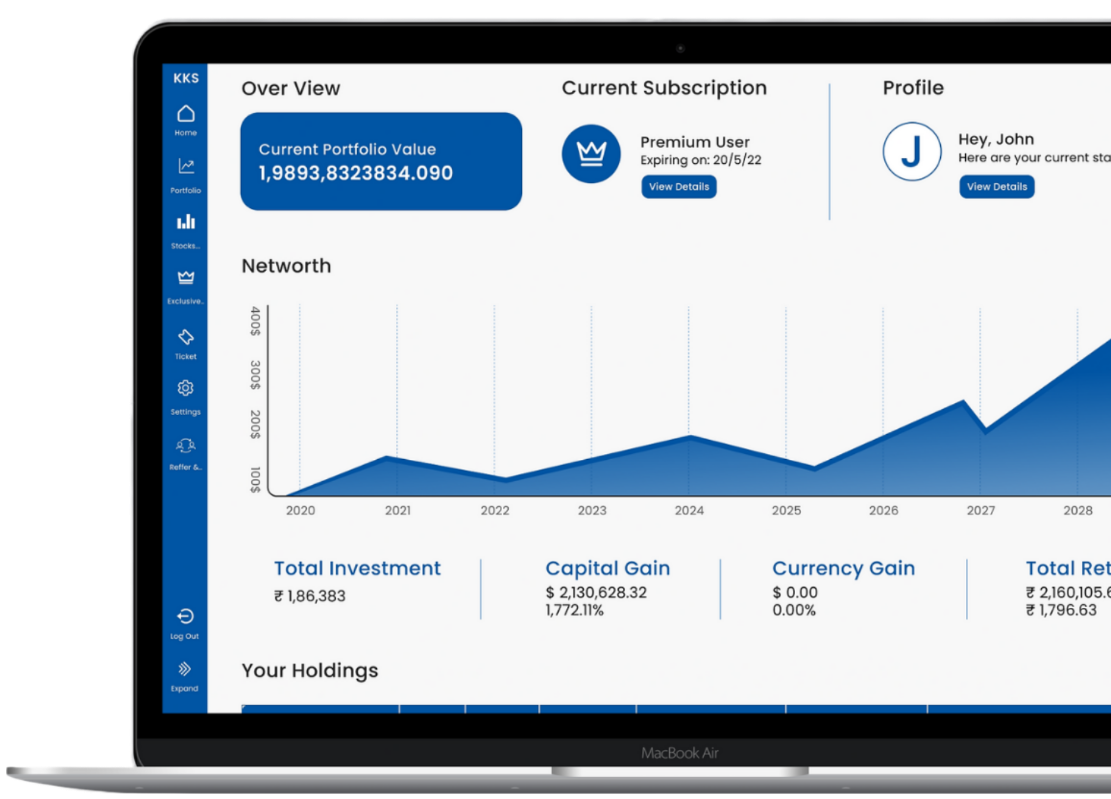 KKS
Home
Portfolio
Stocks..
Exclusive..
Ticket
Settings
Reffer &..
Log Out
Expand
Over View
Current Portfolio Value
1,9893,8323834.090
Current Subscription
Premium User
Expiring on: 20/5/22
View Details
Profile
J
Hey, John
Here are your current sta
View Details
Networth
400$
300$
200$
100$
2020 2021 2022 2023 2024 2025 2026 2027 2028
Total Investment
₹ 1,86,383
Capital Gain
$ 2,130,628.32
1,772.11%
Currency Gain
$ 0.00
0.00%
Total Ret
₹ 2,160,105.6
₹ 1,796.63
Your Holdings
MacBook Air